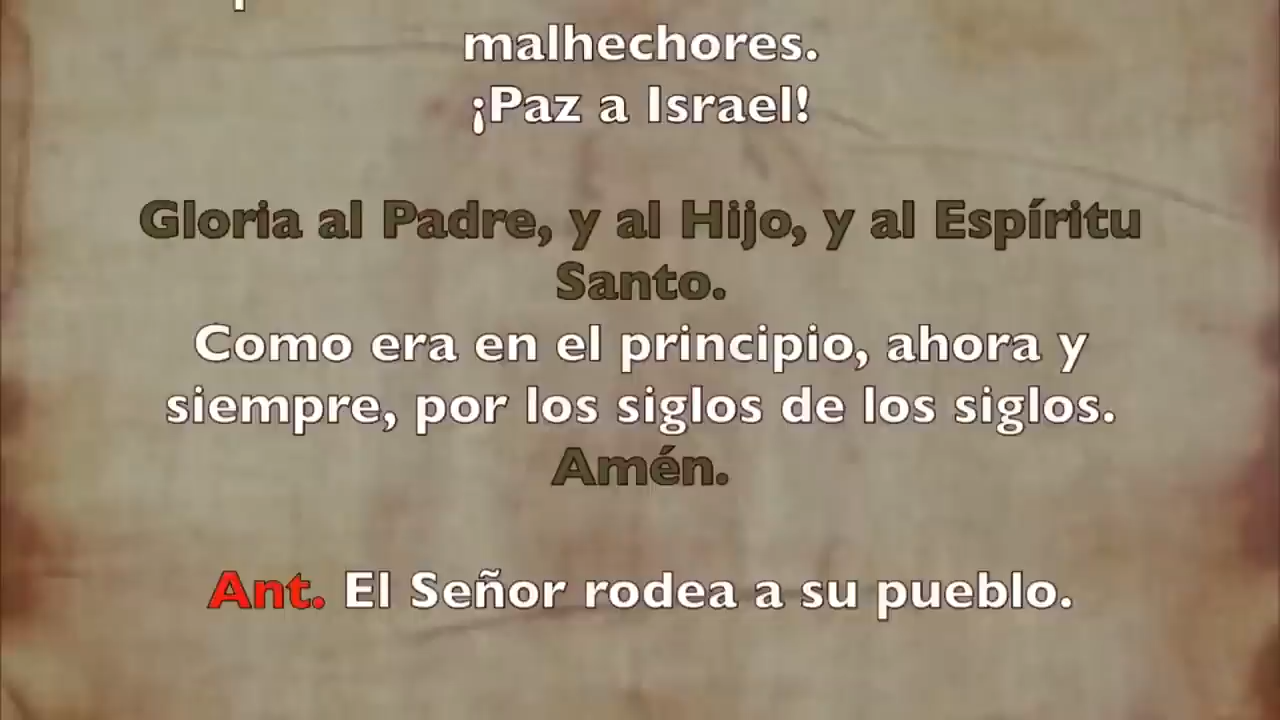 malhechores.
¡Paz a Israel!
Gloria al Padre, y al Hijo, y al Espíritu
Santo.
Como era en el principio, ahora y
siempre, por los siglos de los siglos.
Amén.
Ant. El Señor rodea a su pueblo.